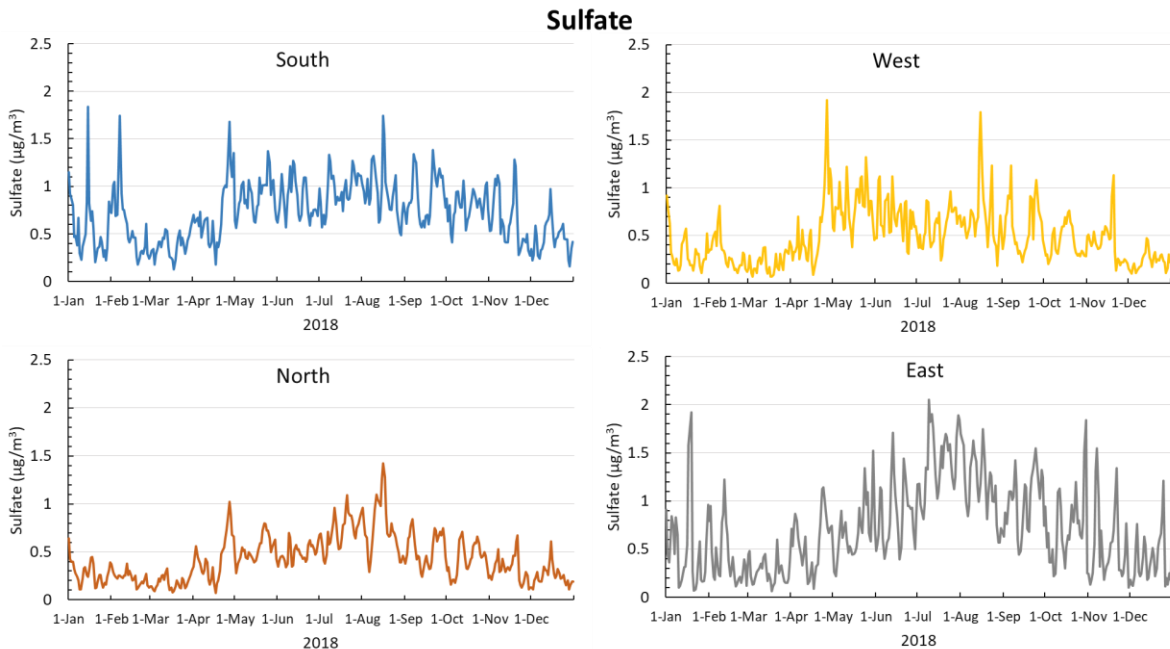 Sulfate
South
Sulfate (µg/m³)
2.5
2
1.5
1
0.5
0
1-Jan 1-Feb 1-Mar 1-Apr 1-May 1-Jun 1-Jul 1-Aug 1-Sep 1-Oct 1-Nov 1-Dec
2018
West
Sulfate (µg/m³)
2.5
2
1.5
1
0.5
0
1-Jan 1-Feb 1-Mar 1-Apr 1-May 1-Jun 1-Jul 1-Aug 1-Sep 1-Oct 1-Nov 1-Dec
2018
North
Sulfate (µg/m³)
2.5
2
1.5
1
0.5
0
1-Jan 1-Feb 1-Mar 1-Apr 1-May 1-Jun 1-Jul 1-Aug 1-Sep 1-Oct 1-Nov 1-Dec
2018
East
Sulfate (µg/m³)
2.5
2
1.5
1
0.5
0
1-Jan 1-Feb 1-Mar 1-Apr 1-May 1-Jun 1-Jul 1-Aug 1-Sep 1-Oct 1-Nov 1-Dec
2018